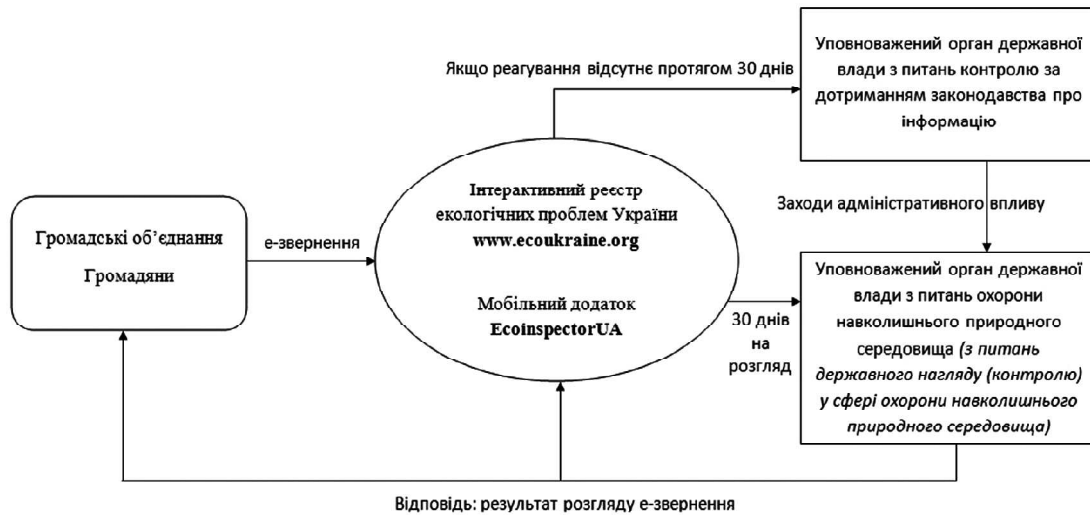 Якщо реагування відсутнє протягом 30 днів
Уповноважений орган державної
влади з питань контролю за
дотриманням законодавства про
інформацію
Громадські об’єднання
Громадяни
е-звернення
Інтерактивний реєстр
екологічних проблем України
www.ecoukraine.org
Мобільний додаток
EcoinspectorUA
Заходи адміністративного впливу
30 днів
на
розгляд
Уповноважений орган державної
влади з питань охорони
навколишнього природного
середовища (з питань
державного нагляду (контролю)
у сфері охорони навколишнього
природного середовища)
Відповідь: результат розгляду е-звернення